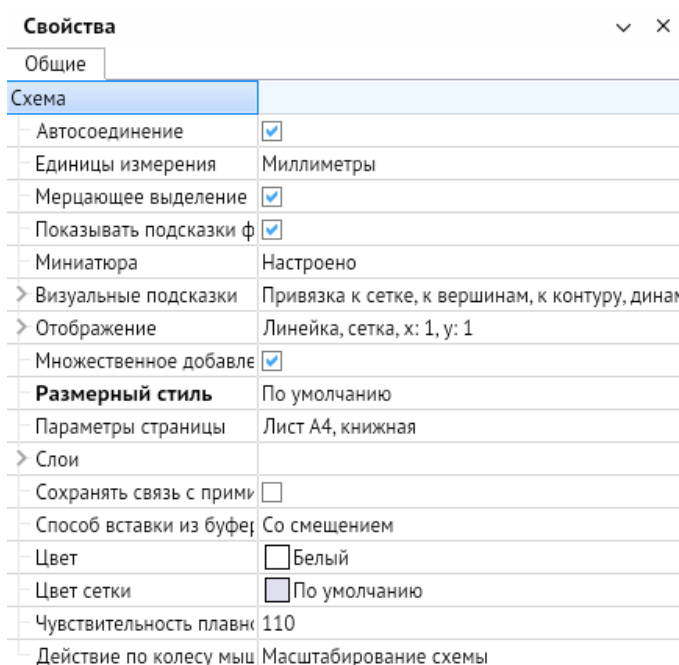 Свойства
Общие
Схема
Автосоединение
Единицы измерения Миллиметры
Мерцающее выделение
Показывать подсказки ф
Миниатюра Настроено
Визуальные подсказки Привязка к сетке, к вершинам, к контуру, динам
Отображение Линейка, сетка, x: 1, y: 1
Множественное добавле
Размерный стиль По умолчанию
Параметры страницы Лист А4, книжная
Слои
Сохранять связь с прими
Способ вставки из буфер Со смещением
Цвет Белый
Цвет сетки По умолчанию
Чувствительность плавно 110
Действие по колесу мыш Масштабирование схемы